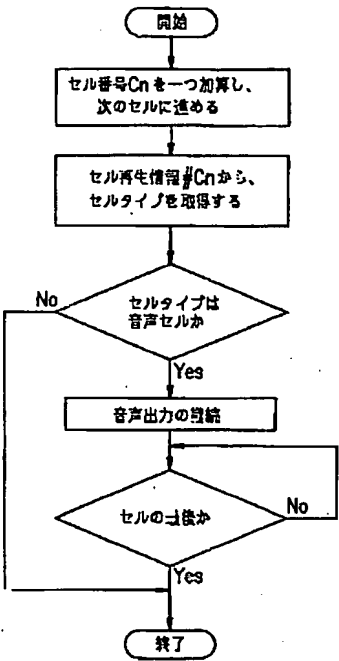 開始
セル番号Cnを一つ加算し、
次のセルに進める
セル再生情報#Cnから、
セルタイプを取得する
セルタイプは
音声セルか
No
Yes
音声出力の継続
セルの最後か
No
Yes
終了